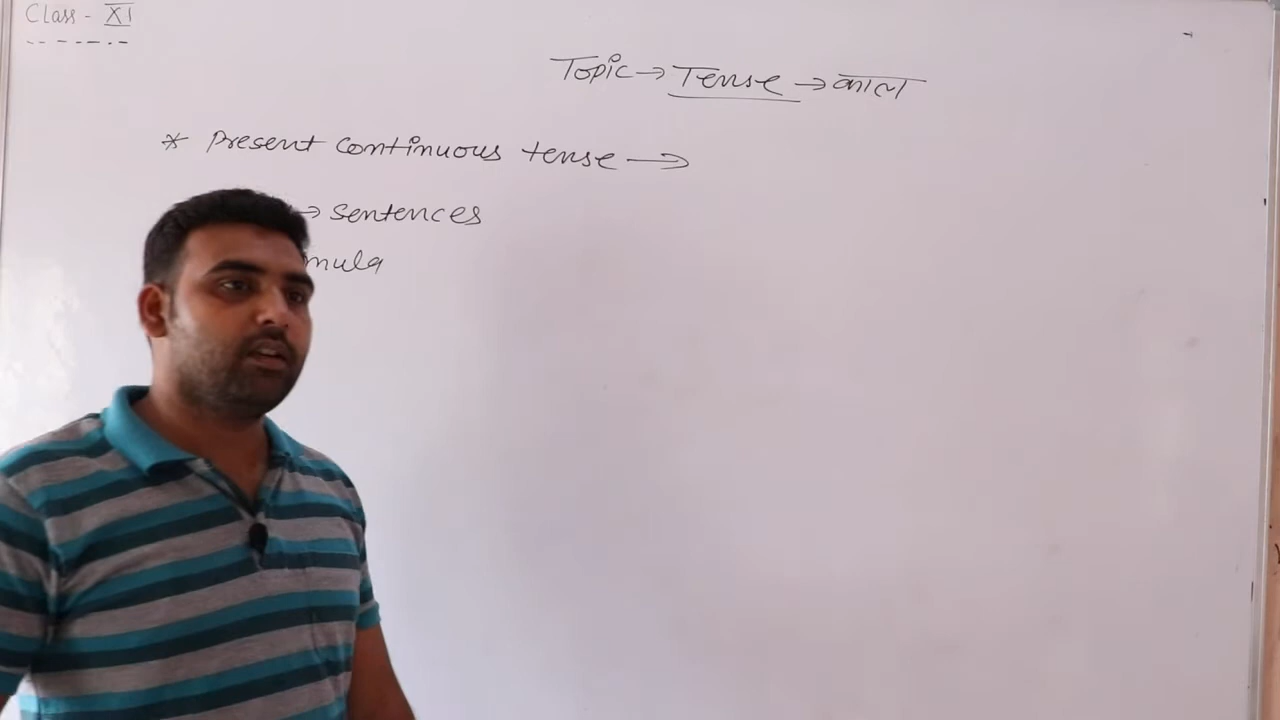 Class - XI
Topic → Tense → काल
* Present continuous tense →
→ sentences
mula